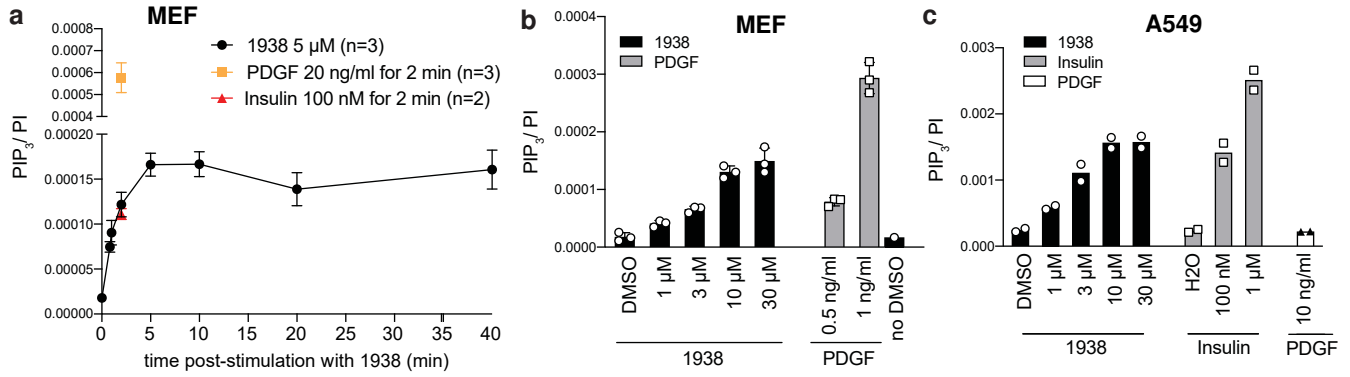 a
MEF
PIP3/ PI
0.0008
0.0007
0.0006
0.0005
0.0004
0.00020
0.00015
0.00010
0.00005
0.00000
1938 5 µM (n=3)
PDGF 20 ng/ml for 2 min (n=3)
Insulin 100 nM for 2 min (n=2)
0 5 10 15 20 25 30 35 40
time post-stimulation with 1938 (min)
b
MEF
PIP3/ PI
0.0004
0.0003
0.0002
0.0001
0.0000
1938
PDGF
DMSO
1 µM
3 µM
10 µM
30 µM
0.5 ng/ml
1 ng/ml
no DMSO
1938
PDGF
c
A549
PIP3/ PI
0.003
0.002
0.001
0.000
1938
Insulin
PDGF
DMSO
1 µM
3 µM
10 µM
30 µM
H2O
100 nM
1 µM
10 ng/ml
1938
Insulin
PDGF